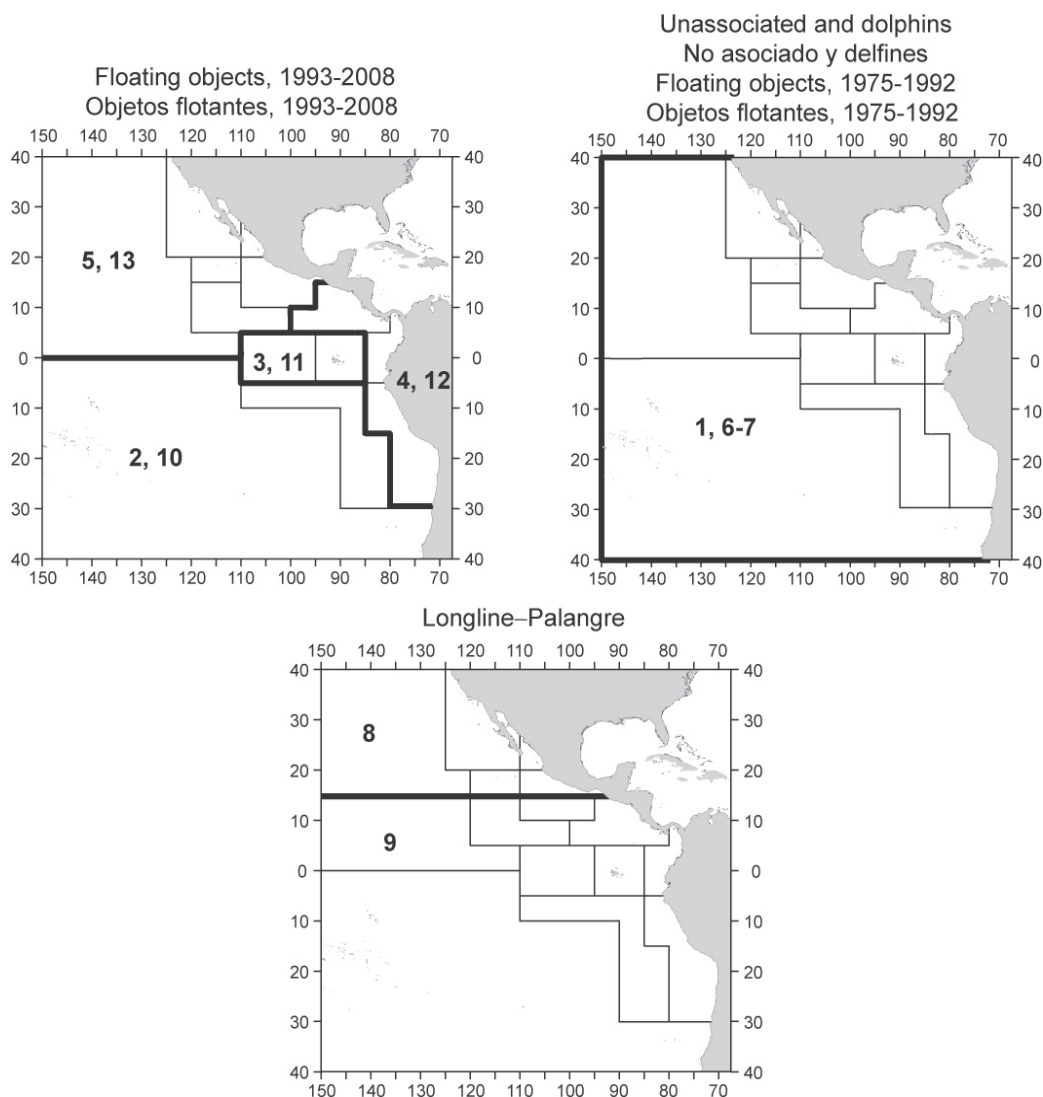 Floating objects, 1993-2008
Objetos flotantes, 1993-2008
150 140 130 120 110 100 90 80 70
40 40
30 30
20 20
5, 13
10 10
0 3, 11 0
4, 12
10 10
2, 10
20 20
30 30
40 40
150 140 130 120 110 100 90 80 70
Unassociated and dolphins
No asociado y delfines
Floating objects, 1975-1992
Objetos flotantes, 1975-1992
150 140 130 120 110 100 90 80 70
40 40
30 30
20 20
10 10
0 0
10 10
1, 6-7
20 20
30 30
40 40
150 140 130 120 110 100 90 80 70
Longline–Palangre
150 140 130 120 110 100 90 80 70
40 40
30 30
8
20 20
10 10
9
0 0
10 10
20 20
30 30
40 40
150 140 130 120 110 100 90 80 70